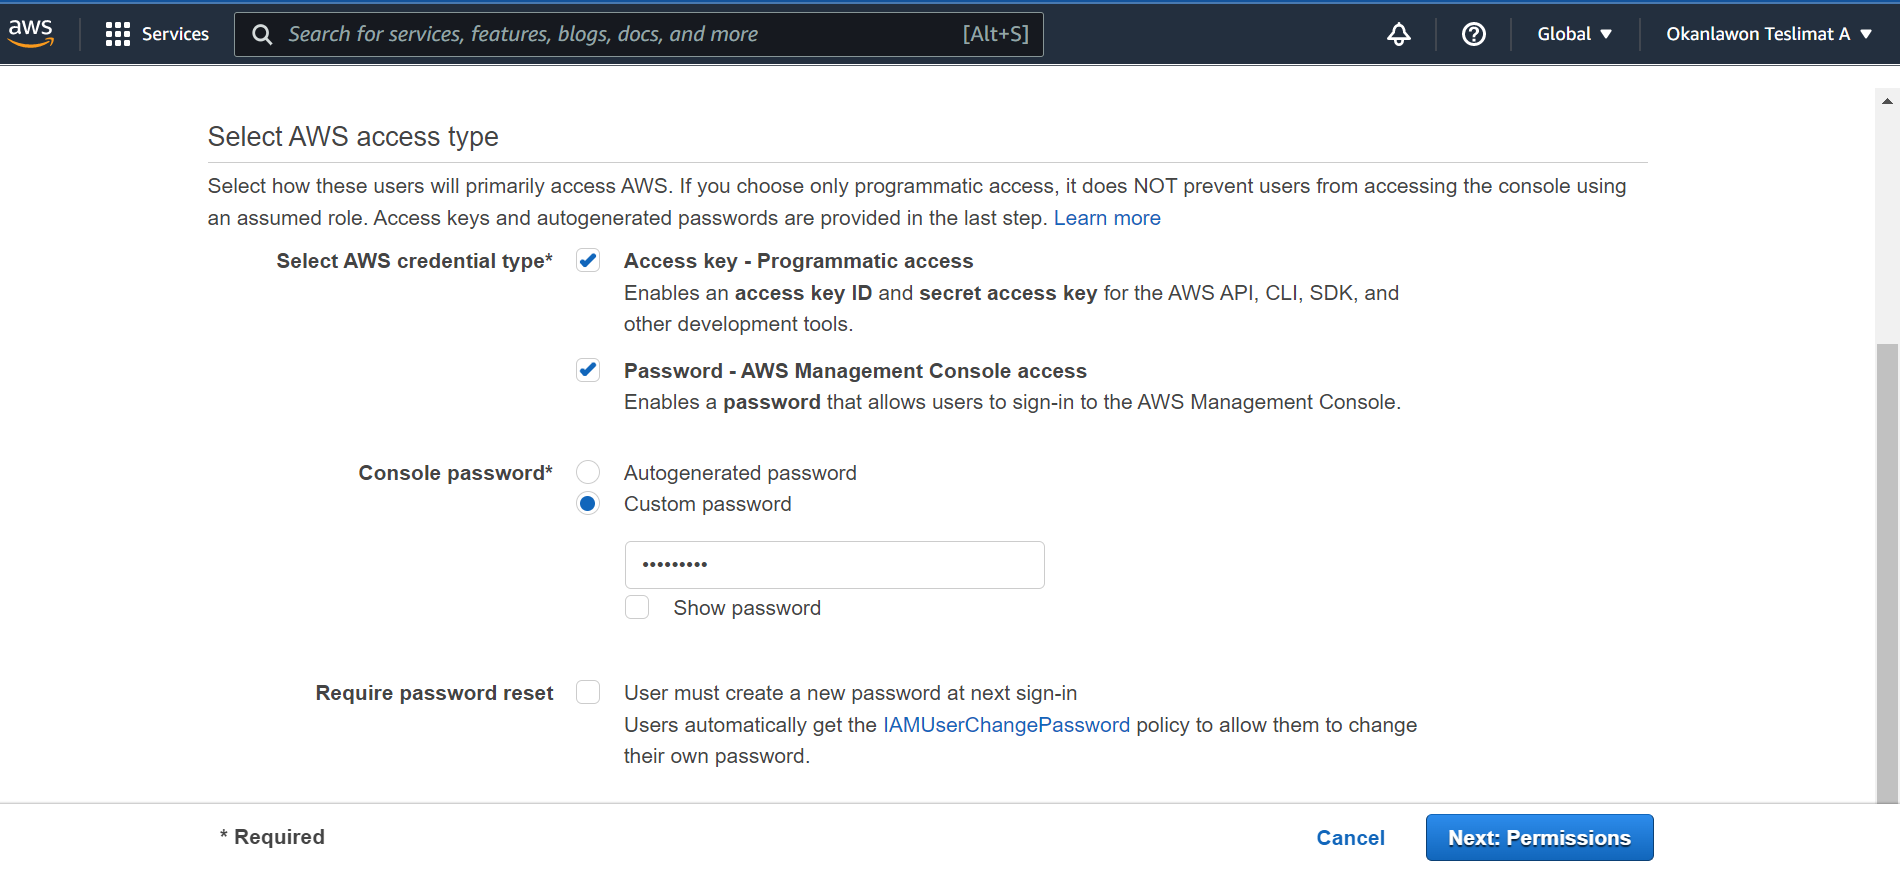 aws Services Search for services, features, blogs, docs, and more [Alt+S] Global Okanlawon Teslimat A
Select AWS access type
Select how these users will primarily access AWS. If you choose only programmatic access, it does NOT prevent users from accessing the console using
an assumed role. Access keys and autogenerated passwords are provided in the last step. Learn more
Select AWS credential type* Access key - Programmatic access
Enables an access key ID and secret access key for the AWS API, CLI, SDK, and
other development tools.
Password - AWS Management Console access
Enables a password that allows users to sign-in to the AWS Management Console.
Console password* Autogenerated password
Custom password
•••••••••
Show password
Require password reset User must create a new password at next sign-in
Users automatically get the IAMUserChangePassword policy to allow them to change
their own password.
* Required Cancel Next: Permissions